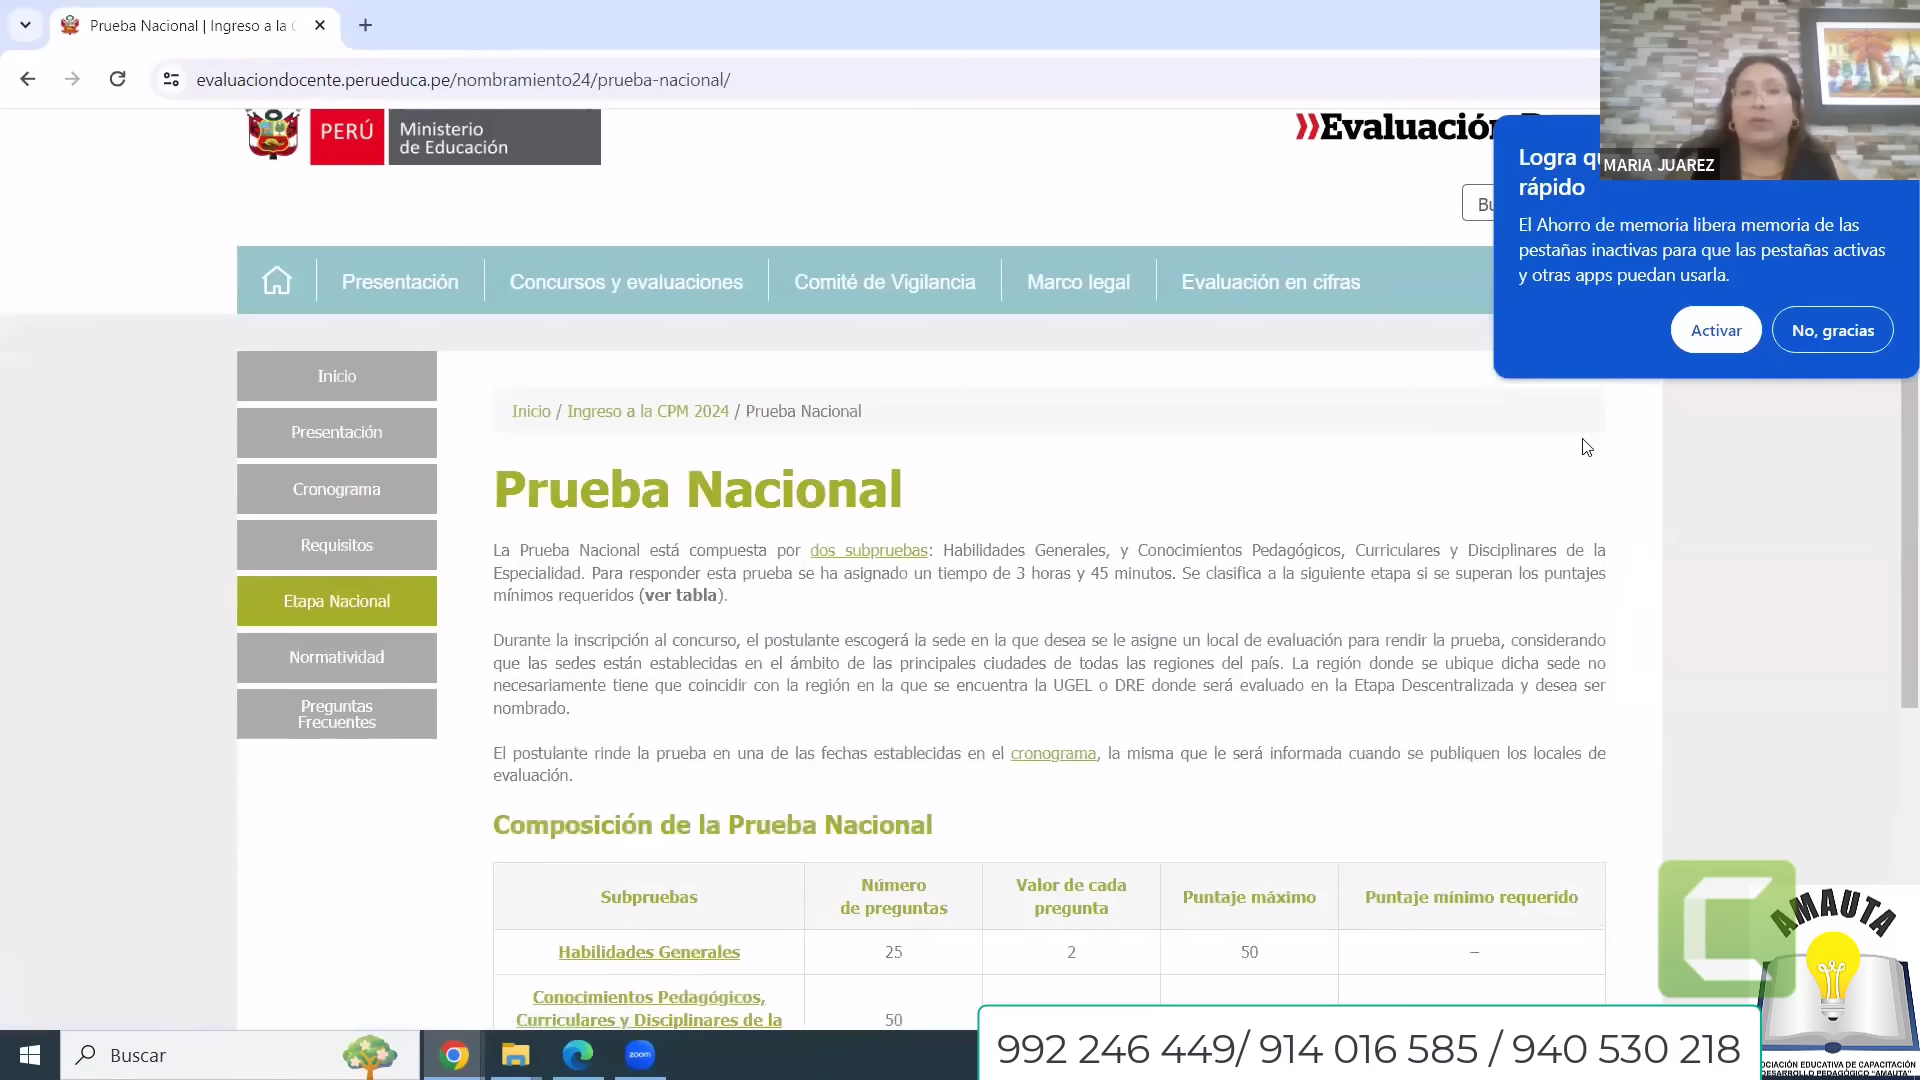 Prueba Nacional | Ingreso a la
evaluaciondocente.perueduca.pe/nombramiento24/prueba-nacional/
PERÚ
Ministerio
de Educación
Evaluación
MARIA JUAREZ
Logra
rápido
El Ahorro de memoria libera memoria de las
pestañas inactivas para que las pestañas activas
y otras apps puedan usarla.
Activar
No, gracias
Presentación
Concursos y evaluaciones
Comité de Vigilancia
Marco legal
Evaluación en cifras
Inicio
Presentación
Cronograma
Requisitos
Etapa Nacional
Normatividad
Preguntas
Frecuentes
Inicio / Ingreso a la CPM 2024 / Prueba Nacional
Prueba Nacional
La Prueba Nacional está compuesta por dos subpruebas: Habilidades Generales, y Conocimientos Pedagógicos, Curriculares y Disciplinares de la
Especialidad. Para responder esta prueba se ha asignado un tiempo de 3 horas y 45 minutos. Se clasifica a la siguiente etapa si se superan los puntajes
mínimos requeridos (ver tabla).
Durante la inscripción al concurso, el postulante escogerá la sede en la que desea se le asigne un local de evaluación para rendir la prueba, considerando
que las sedes están establecidas en el ámbito de las principales ciudades de todas las regiones del país. La región donde se ubique dicha sede no
necesariamente tiene que coincidir con la región en la que se encuentra la UGEL o DRE donde será evaluado en la Etapa Descentralizada y desea ser
nombrado.
El postulante rinde la prueba en una de las fechas establecidas en el cronograma, la misma que le será informada cuando se publiquen los locales de
evaluación.
Composición de la Prueba Nacional
Subpruebas
Número
de preguntas
Valor de cada
pregunta
Puntaje máximo
Puntaje mínimo requerido
Habilidades Generales
25
2
50
–
Conocimientos Pedagógicos,
Curriculares y Disciplinares de la
50
AMAUTA
992 246 449/ 914 016 585 / 940 530 218
OCIACIÓN EDUCATIVA DE CAPACITACIÓN
DESARROLLO PEDAGÓGICO "AMAUTA"
Buscar
zoom